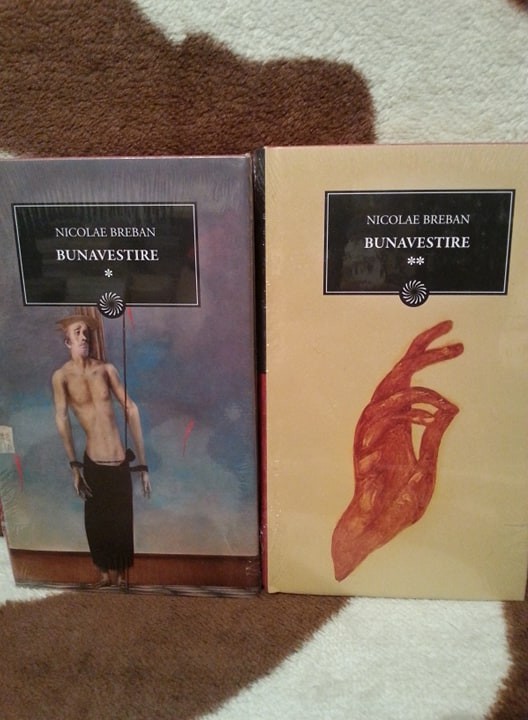 NICOLAE BREBAN
BUNAVESTIRE
*
NICOLAE BREBAN
BUNAVESTIRE
**